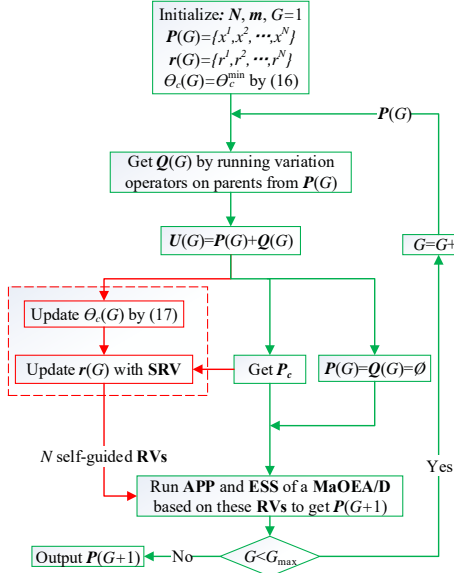 Initialize: N, m, G=1
P(G)={x¹,x²,⋯,xᴺ}
r(G)={r¹,r²,⋯,rᴺ}
Θc(G)=Θc^min by (16)
P(G)
Get Q(G) by running variation
operators on parents from P(G)
U(G)=P(G)+Q(G)
G=G+
Update Θc(G) by (17)
Update r(G) with SRV
Get Pc
P(G)=Q(G)=Ø
N self-guided RVs
Yes
Run APP and ESS of a MaOEA/D
based on these RVs to get P(G+1)
Output P(G+1)
No
G<Gmax